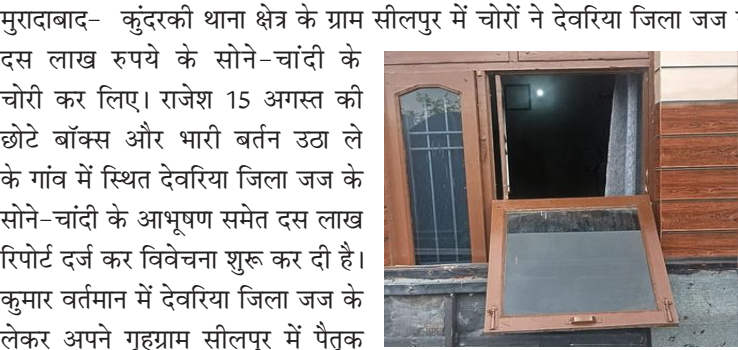 मुरादाबाद- कुंदरकी थाना क्षेत्र के ग्राम सीलपुर में चोरों ने देवरिया जिला जज
दस लाख रुपये के सोने-चांदी के
चोरी कर लिए। राजेश 15 अगस्त की
छोटे बॉक्स और भारी बर्तन उठा ले
के गांव में स्थित देवरिया जिला जज के
सोने-चांदी के आभूषण समेत दस लाख
रिपोर्ट दर्ज कर विवेचना शुरू कर दी है।
कुमार वर्तमान में देवरिया जिला जज के
लेकर अपने गृहग्राम सीलपुर में पैतृक